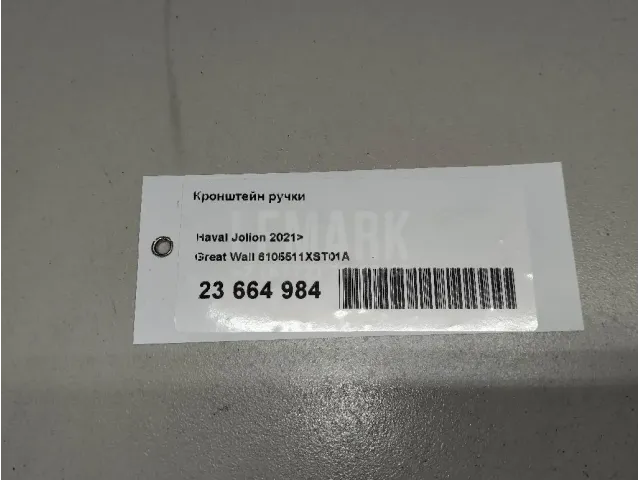 Кронштейн ручки
LEMARK
Haval Jolion 2021>
Great Wall 6105511XST01A
23 664 984